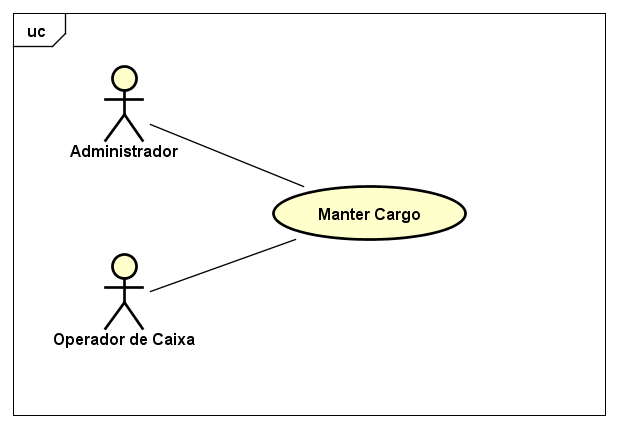 uc
Administrador
Manter Cargo
Operador de Caixa